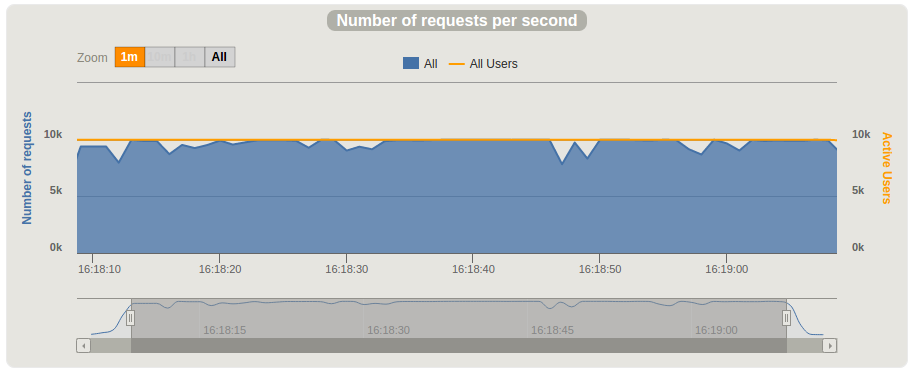 Number of requests per second
Zoom 1m 10m 1h All
All All Users
Number of requests
10k
5k
0k
10k
5k
0k
Active Users
16:18:10 16:18:20 16:18:30 16:18:40 16:18:50 16:19:00
16:18:15 16:18:30 16:18:45 16:19:00